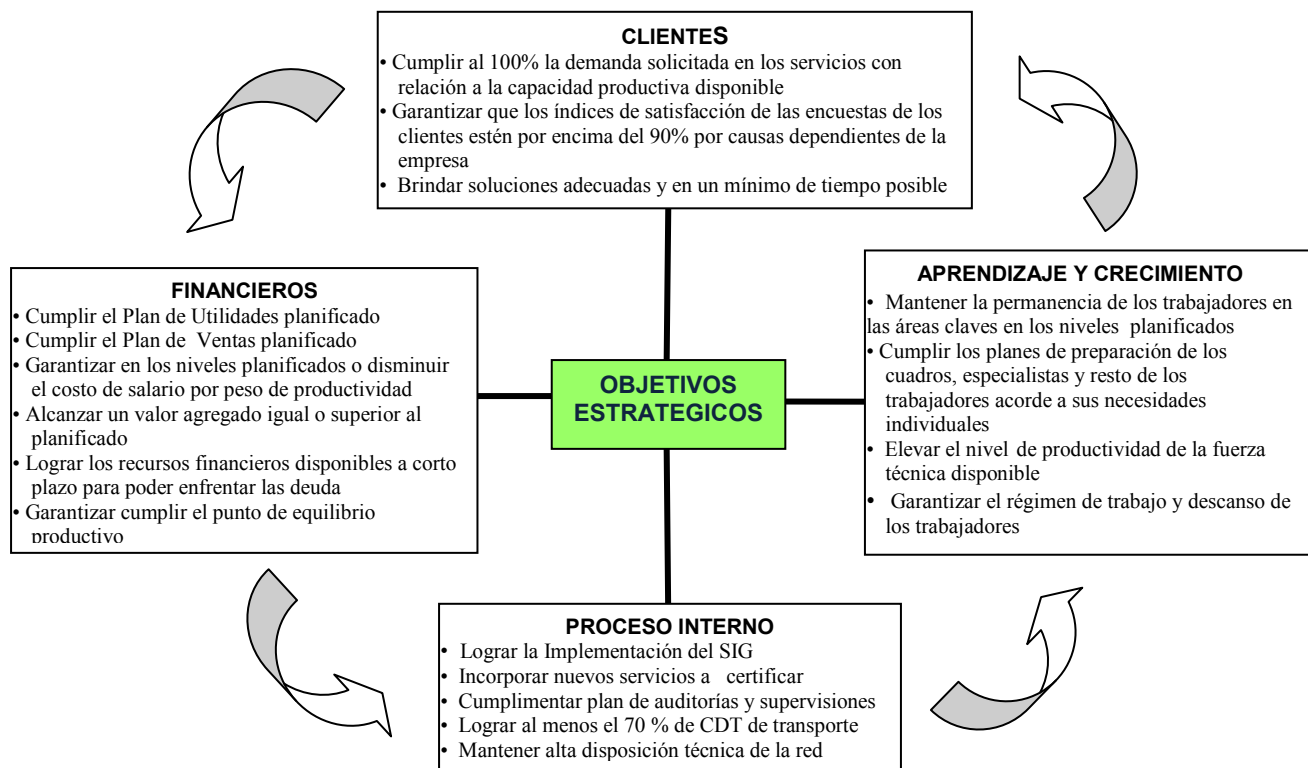 CLIENTES
• Cumplir al 100% la demanda solicitada en los servicios con
relación a la capacidad productiva disponible
• Garantizar que los índices de satisfacción de las encuestas de los
clientes estén por encima del 90% por causas dependientes de la
empresa
• Brindar soluciones adecuadas y en un mínimo de tiempo posible
FINANCIEROS
• Cumplir el Plan de Utilidades planificado
• Cumplir el Plan de Ventas planificado
• Garantizar en los niveles planificados o disminuir
el costo de salario por peso de productividad
• Alcanzar un valor agregado igual o superior al
planificado
• Lograr los recursos financieros disponibles a corto
plazo para poder enfrentar las deuda
• Garantizar cumplir el punto de equilibrio
productivo
OBJETIVOS
ESTRATEGICOS
APRENDIZAJE Y CRECIMIENTO
• Mantener la permanencia de los trabajadores en
las áreas claves en los niveles planificados
• Cumplir los planes de preparación de los
cuadros, especialistas y resto de los
trabajadores acorde a sus necesidades
individuales
• Elevar el nivel de productividad de la fuerza
técnica disponible
• Garantizar el régimen de trabajo y descanso de
los trabajadores
PROCESO INTERNO
• Lograr la Implementación del SIG
• Incorporar nuevos servicios a certificar
• Cumplimentar plan de auditorías y supervisiones
• Lograr al menos el 70 % de CDT de transporte
• Mantener alta disposición técnica de la red